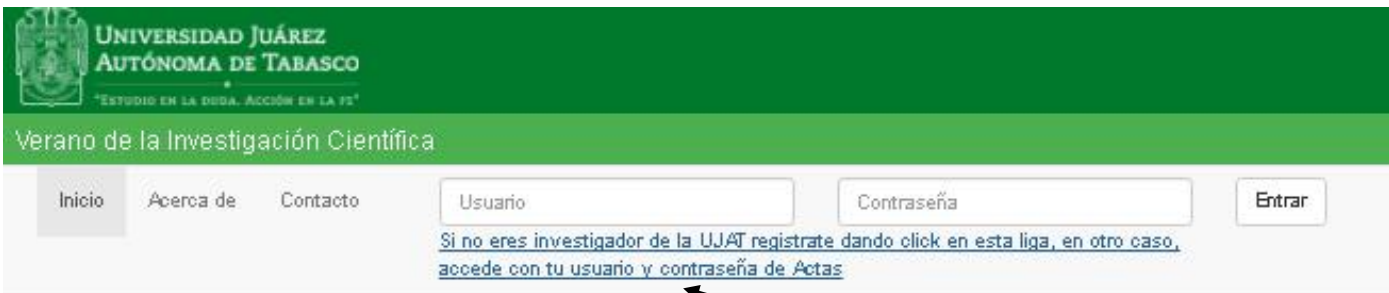 UNIVERSIDAD JUÁREZ
AUTÓNOMA DE TABASCO
"ESTUDIO EN LA DUDA. ACCIÓN EN LA FE"
Verano de la Investigación Científica
Inicio Acerca de Contacto Usuario Contraseña Entrar
Si no eres investigador de la UJAT registrate dando click en esta liga, en otro caso,
accede con tu usuario y contraseña de Actas